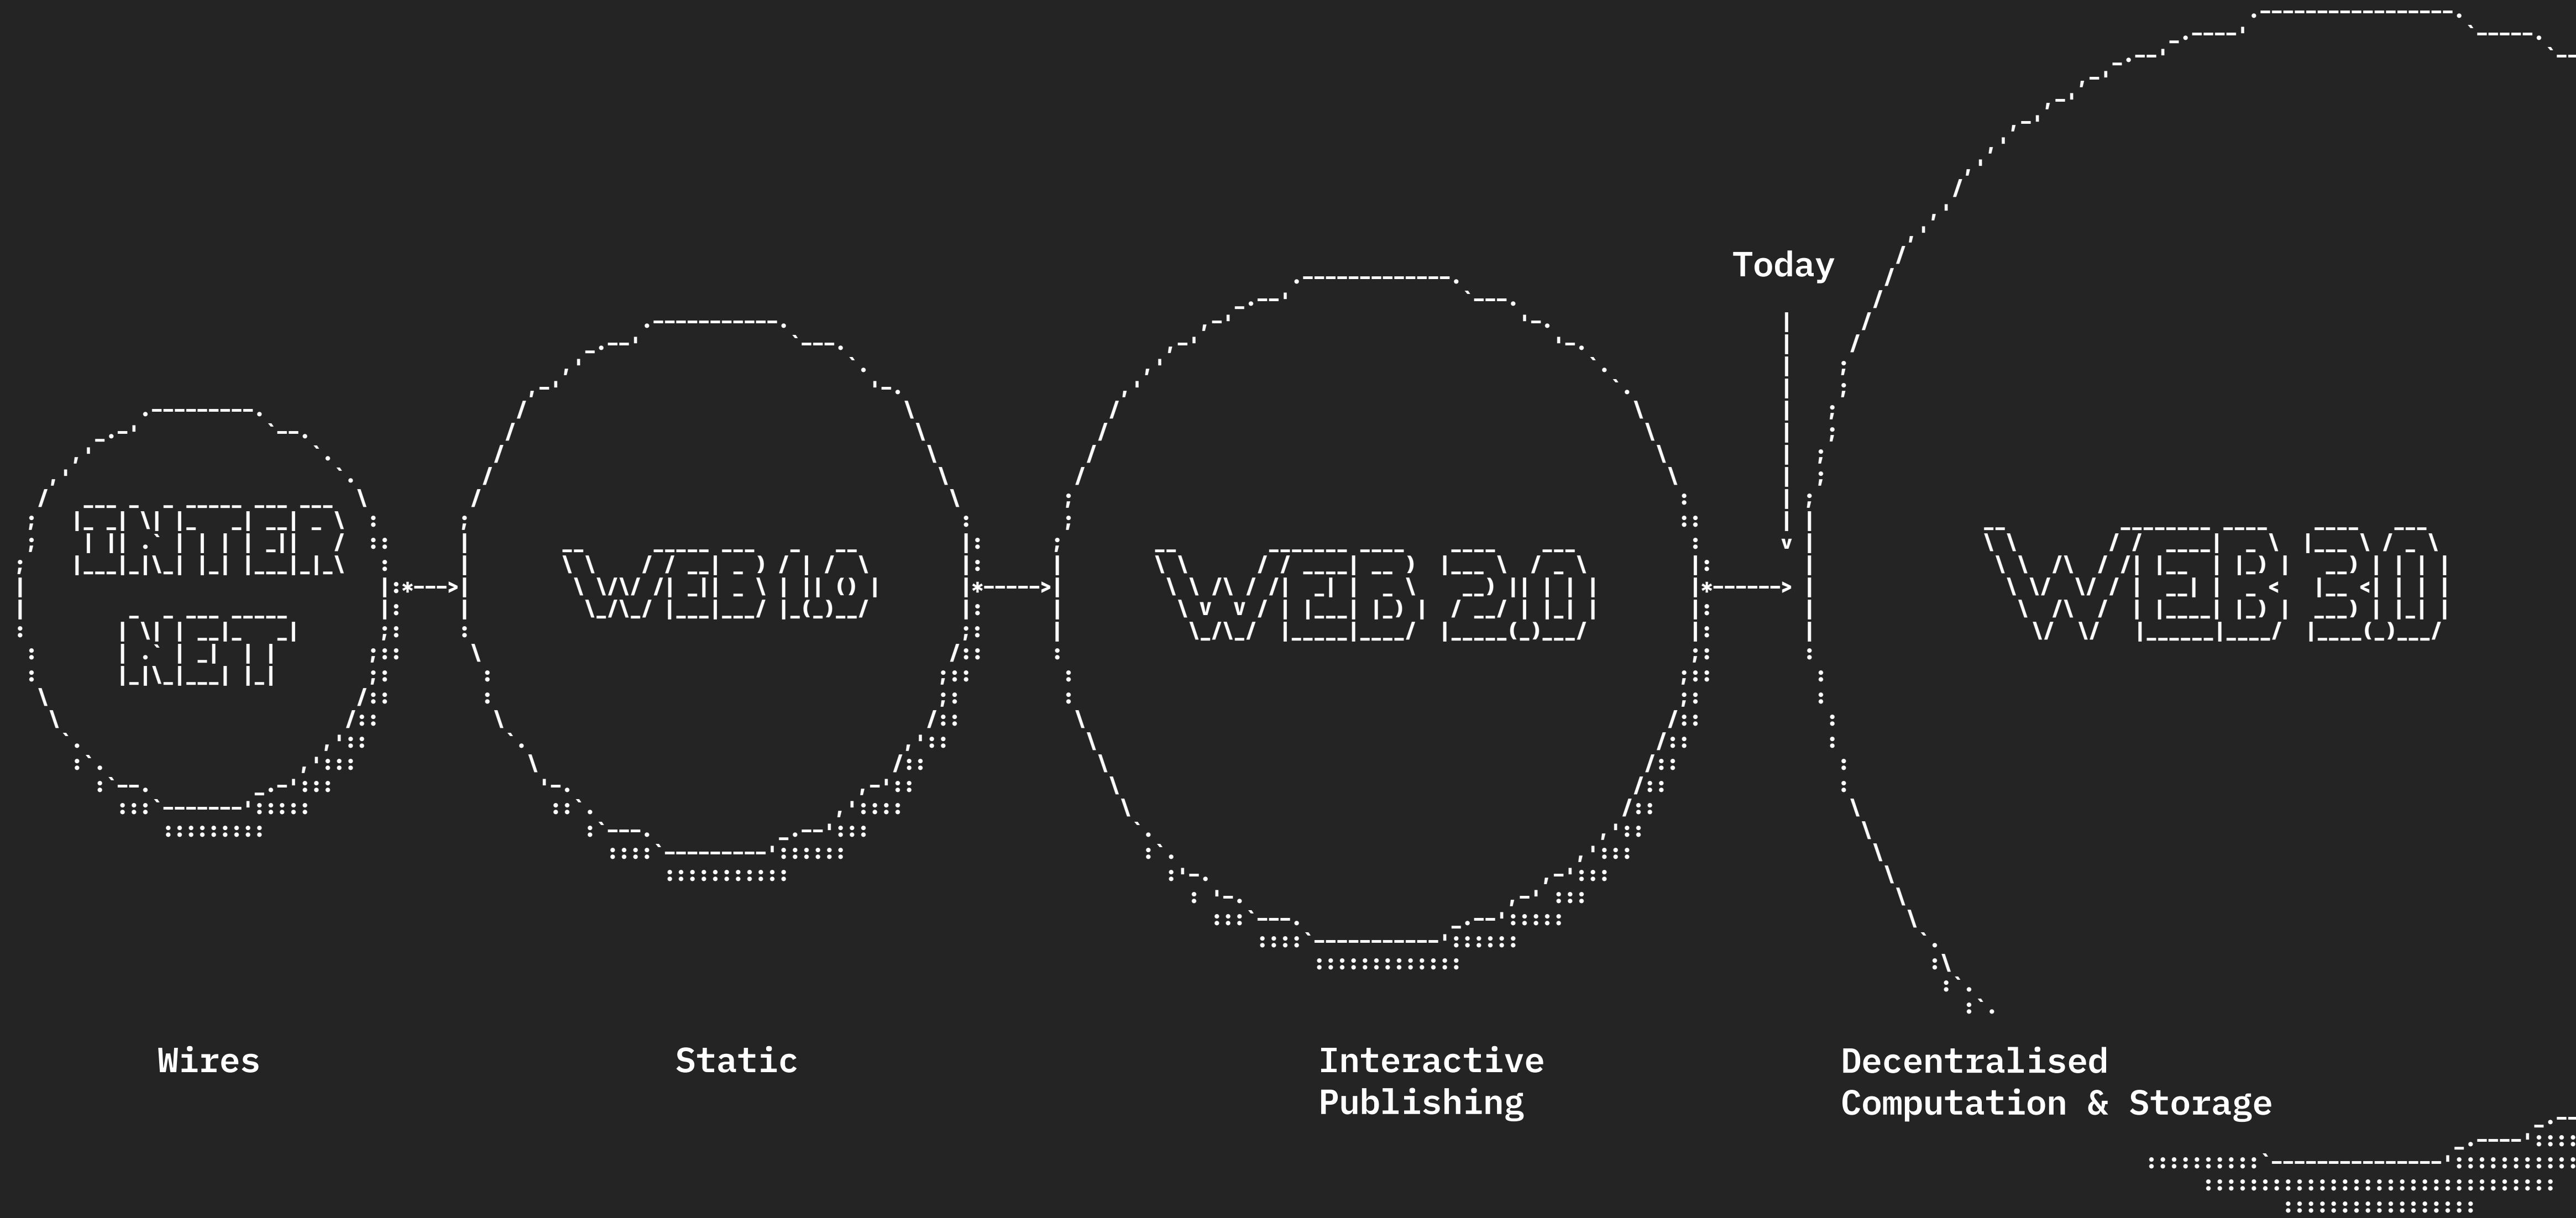 Today
INTER
NET
WEB 1.0
WEB 2.0
WEB 3.0
Wires
Static
Interactive
Publishing
Decentralised
Computation & Storage